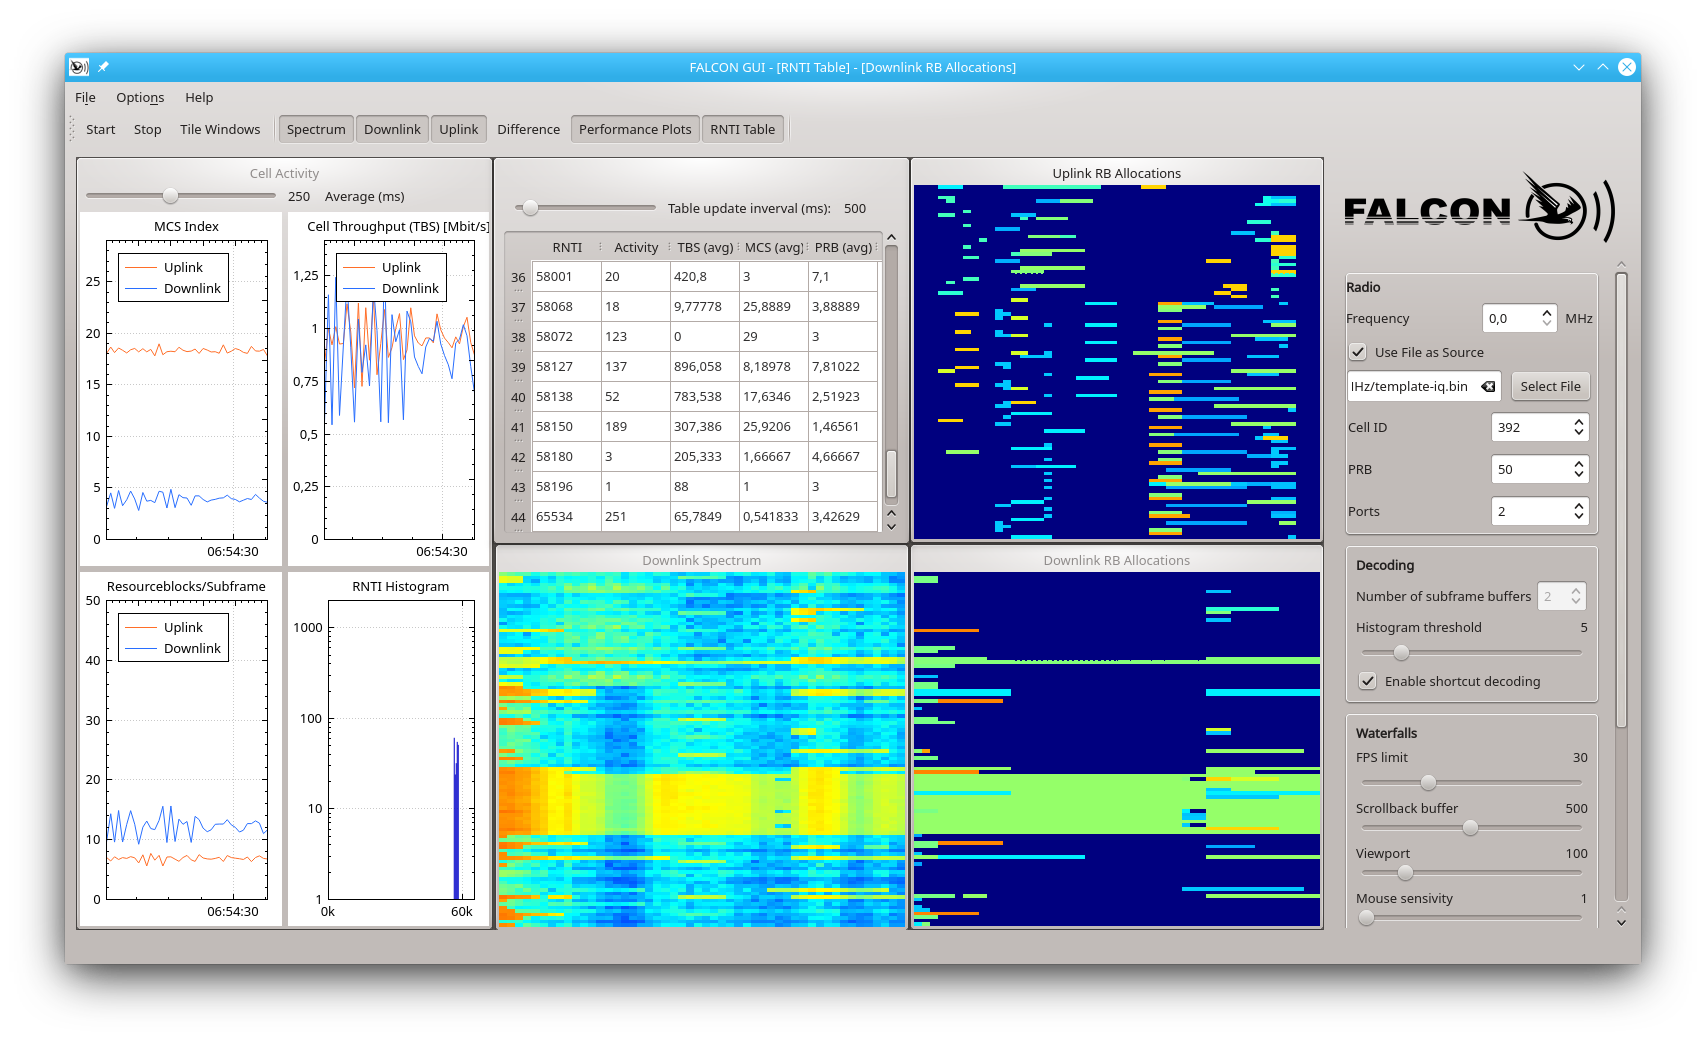 FALCON GUI - [RNTI Table] - [Downlink RB Allocations]
File Options Help
Start Stop Tile Windows Spectrum Downlink Uplink Difference Performance Plots RNTI Table
Cell Activity
250 Average (ms)
MCS Index
Uplink
Downlink
25
20
15
10
5
0
06:54:30
Cell Throughput (TBS) [Mbit/s]
Uplink
Downlink
1,25
1
0,75
0,5
0,25
0
06:54:30
Resourceblocks/Subframe
Uplink
Downlink
50
40
30
20
10
0
06:54:30
RNTI Histogram
1000
100
10
1
0k 60k
Table update inverval (ms): 500
RNTI Activity TBS (avg) MCS (avg) PRB (avg)
36 58001 20 420,8 3 7,1
37 58068 18 9,77778 25,8889 3,88889
38 58072 123 0 29 3
39 58127 137 896,058 8,18978 7,81022
40 58138 52 783,538 17,6346 2,51923
41 58150 189 307,386 25,9206 1,46561
42 58180 3 205,333 1,66667 4,66667
43 58196 1 88 1 3
44 65534 251 65,7849 0,541833 3,42629
Uplink RB Allocations
Downlink Spectrum
Downlink RB Allocations
FALCON
Radio
Frequency 0,0 MHz
Use File as Source
IHz/template-iq.bin Select File
Cell ID 392
PRB 50
Ports 2
Decoding
Number of subframe buffers 2
Histogram threshold 5
Enable shortcut decoding
Waterfalls
FPS limit 30
Scrollback buffer 500
Viewport 100
Mouse sensivity 1